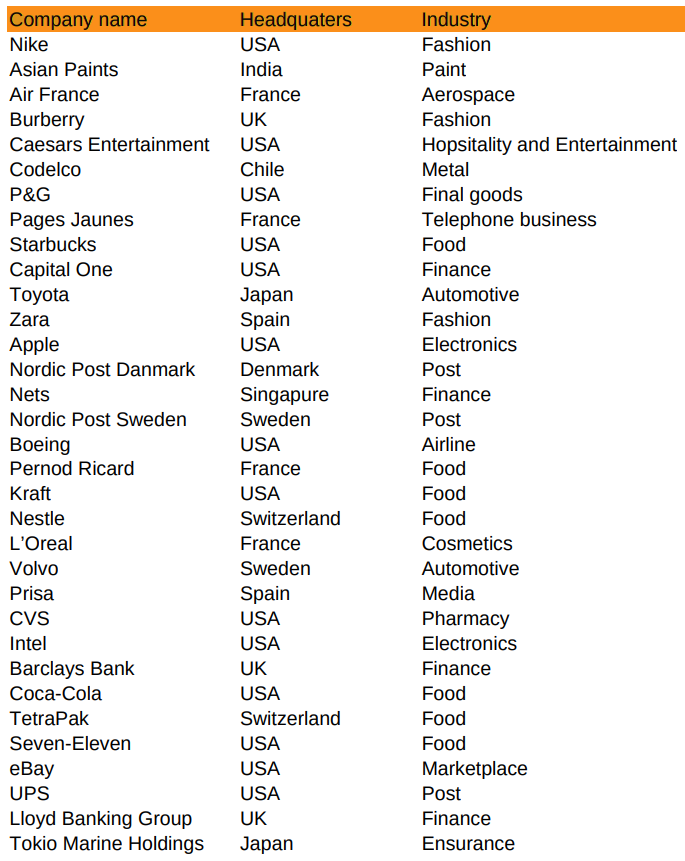 Company name Headquaters Industry
Nike USA Fashion
Asian Paints India Paint
Air France France Aerospace
Burberry UK Fashion
Caesars Entertainment USA Hopsitality and Entertainment
Codelco Chile Metal
P&G USA Final goods
Pages Jaunes France Telephone business
Starbucks USA Food
Capital One USA Finance
Toyota Japan Automotive
Zara Spain Fashion
Apple USA Electronics
Nordic Post Danmark Denmark Post
Nets Singapure Finance
Nordic Post Sweden Sweden Post
Boeing USA Airline
Pernod Ricard France Food
Kraft USA Food
Nestle Switzerland Food
L’Oreal France Cosmetics
Volvo Sweden Automotive
Prisa Spain Media
CVS USA Pharmacy
Intel USA Electronics
Barclays Bank UK Finance
Coca-Cola USA Food
TetraPak Switzerland Food
Seven-Eleven USA Food
eBay USA Marketplace
UPS USA Post
Lloyd Banking Group UK Finance
Tokio Marine Holdings Japan Ensurance